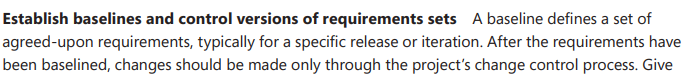 Establish baselines and control versions of requirements sets A baseline defines a set of
agreed-upon requirements, typically for a specific release or iteration. After the requirements have
been baselined, changes should be made only through the project’s change control process. Give